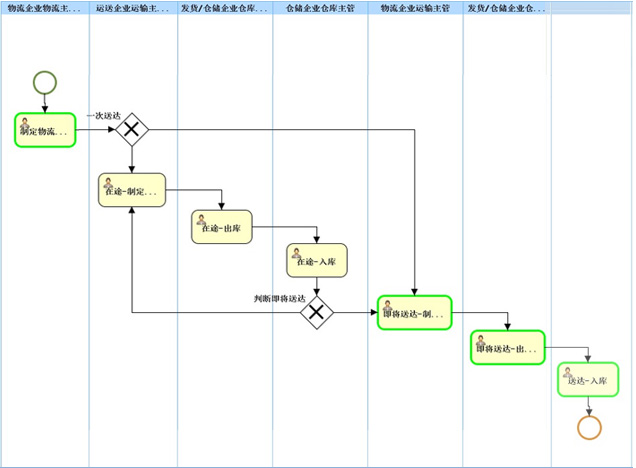 物流企业物流主...
运送企业运输主...
发货/仓储企业仓库...
仓储企业仓库主管
物流企业运输主管
发货/仓储企业仓...
一次送达
制定物流...
在途-制定...
在途-出库
在途-入库
判断即将送达
即将送达-制...
即将送达-出...
送达-入库